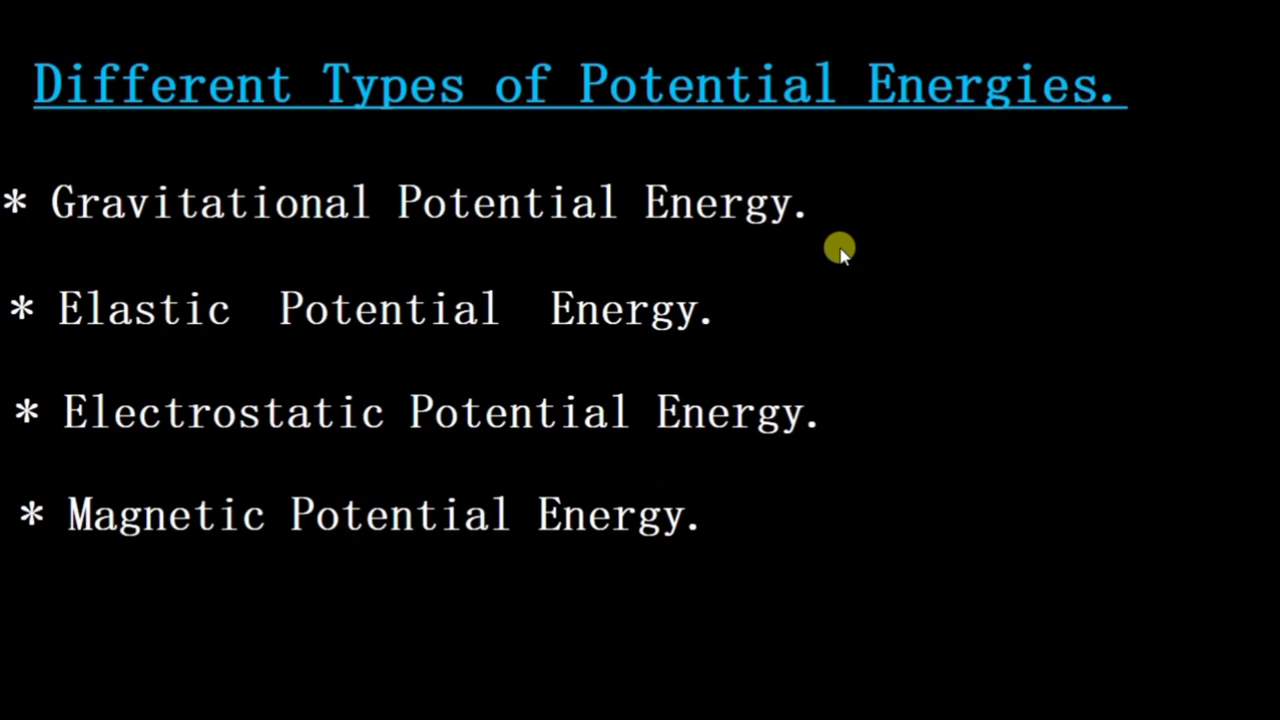 Different Types of Potential Energies.
* Gravitational Potential Energy.
* Elastic Potential Energy.
* Electrostatic Potential Energy.
* Magnetic Potential Energy.